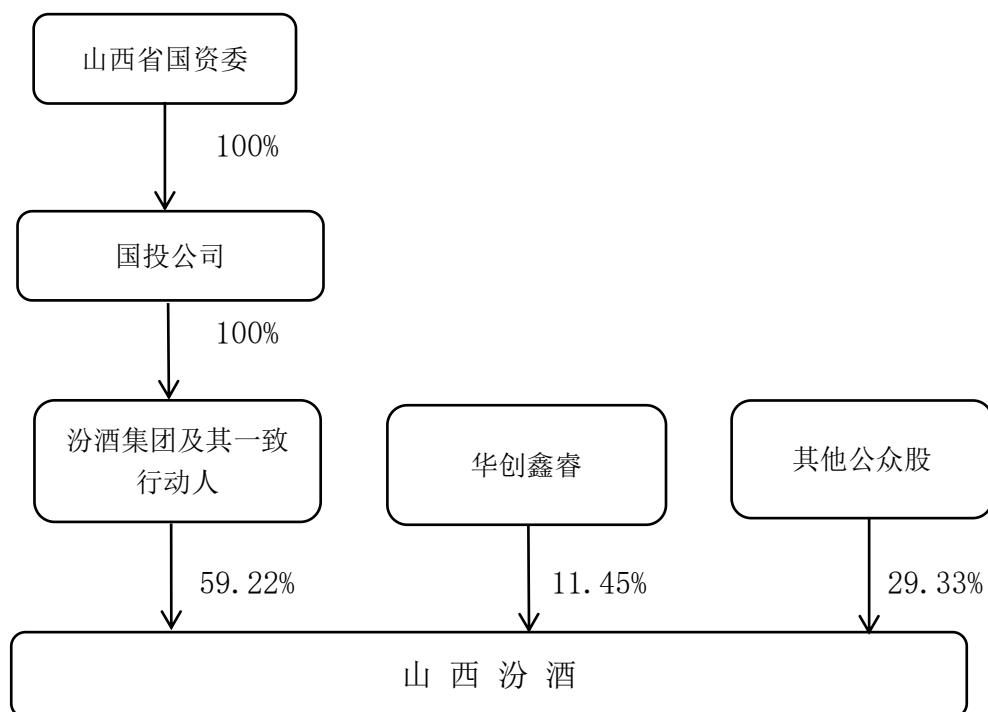 山西省国资委
100%
国投公司
100%
汾酒集团及其一致
行动人
华创鑫睿
其他公众股
59.22%
11.45%
29.33%
山 西 汾 酒